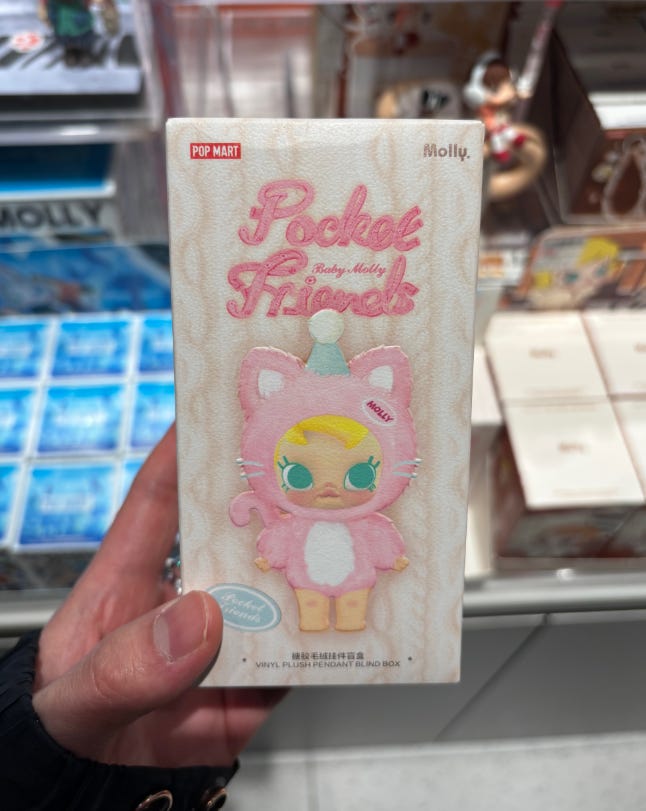 POP MART
Molly.
Pocket
Baby Molly
Friends
MOLLY
MOLLY
Pocket
Friends
搪胶毛绒挂件盲盒
VINYL PLUSH PENDANT BLIND BOX